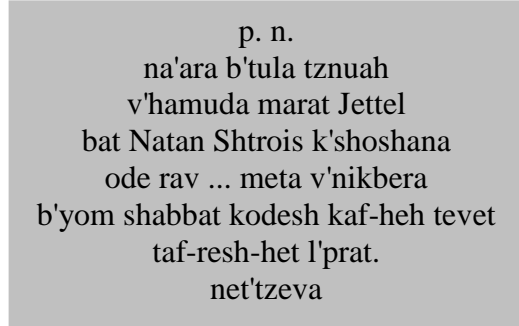 p. n.
na'ara b'tula tznuah
v'hamuda marat Jettel
bat Natan Shtrois k'shoshana
ode rav ... meta v'nikbera
b'yom shabbat kodesh kaf-heh tevet
taf-resh-het l'prat.
net'tzeva